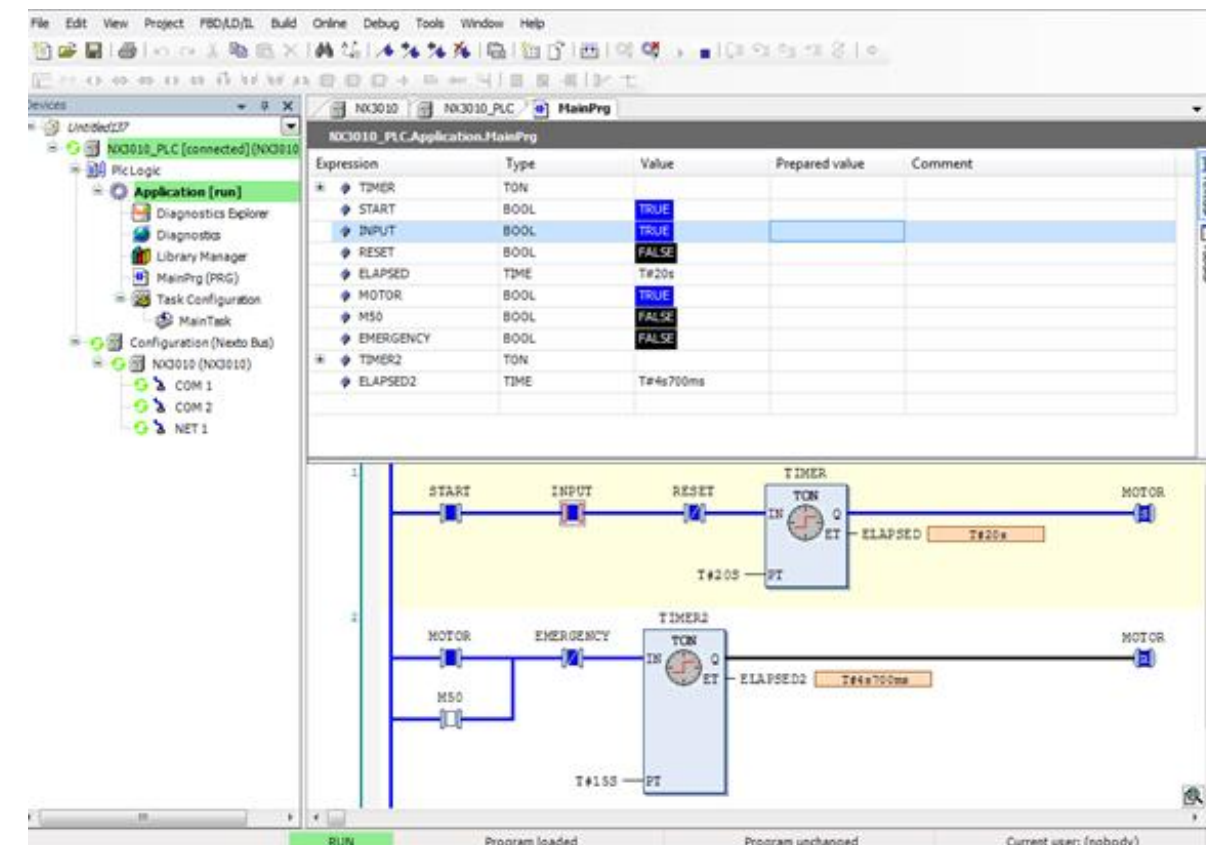 File Edit View Project FBD/LD/IL Build Online Debug Tools Window Help
Devices
NX3010 NX3010_PLC MainPrg
Untitled137
NX3010_PLC [connected] (NX3010
PlcLogic
Application [run]
Diagnostics Explorer
Diagnostics
Library Manager
MainPrg (PRG)
Task Configuration
MainTask
Configuration (Nexto Bus)
NX3010 (NX3010)
COM 1
COM 2
NET 1
NX3010_PLC.Application.MainPrg
Expression Type Value Prepared value Comment
TIMER TON
START BOOL TRUE
INPUT BOOL TRUE
RESET BOOL FALSE
ELAPSED TIME T#20s
MOTOR BOOL TRUE
M50 BOOL FALSE
EMERGENCY BOOL FALSE
TIMER2 TON
ELAPSED2 TIME T#4s700ms
1
TIMER
START INPUT RESET TON MOTOR
IN Q
ET ELAPSED T#20s
T#20S PT
2
TIMER2
MOTOR EMERGENCY TON MOTOR
IN Q
ET ELAPSED2 T#4s700ms
M50
T#15S PT
RUN Program loaded Program unchanged Current user: (nobody)